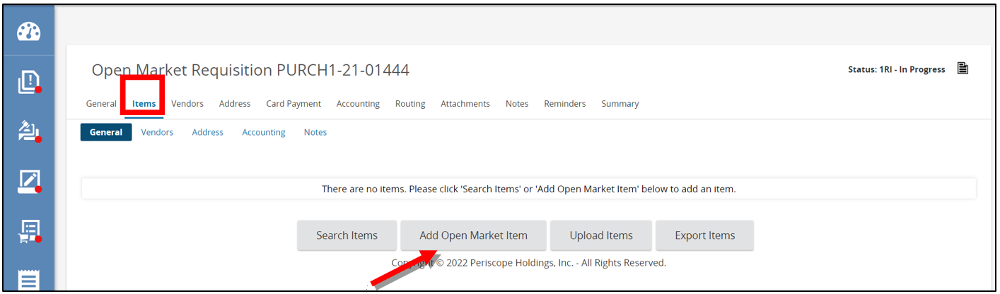 Open Market Requisition PURCH1-21-01444
Status: 1RI - In Progress
General Items Vendors Address Card Payment Accounting Routing Attachments Notes Reminders Summary
General Vendors Address Accounting Notes
There are no items. Please click 'Search Items' or 'Add Open Market Item' below to add an item.
Search Items Add Open Market Item Upload Items Export Items
Copyright © 2022 Periscope Holdings, Inc. - All Rights Reserved.